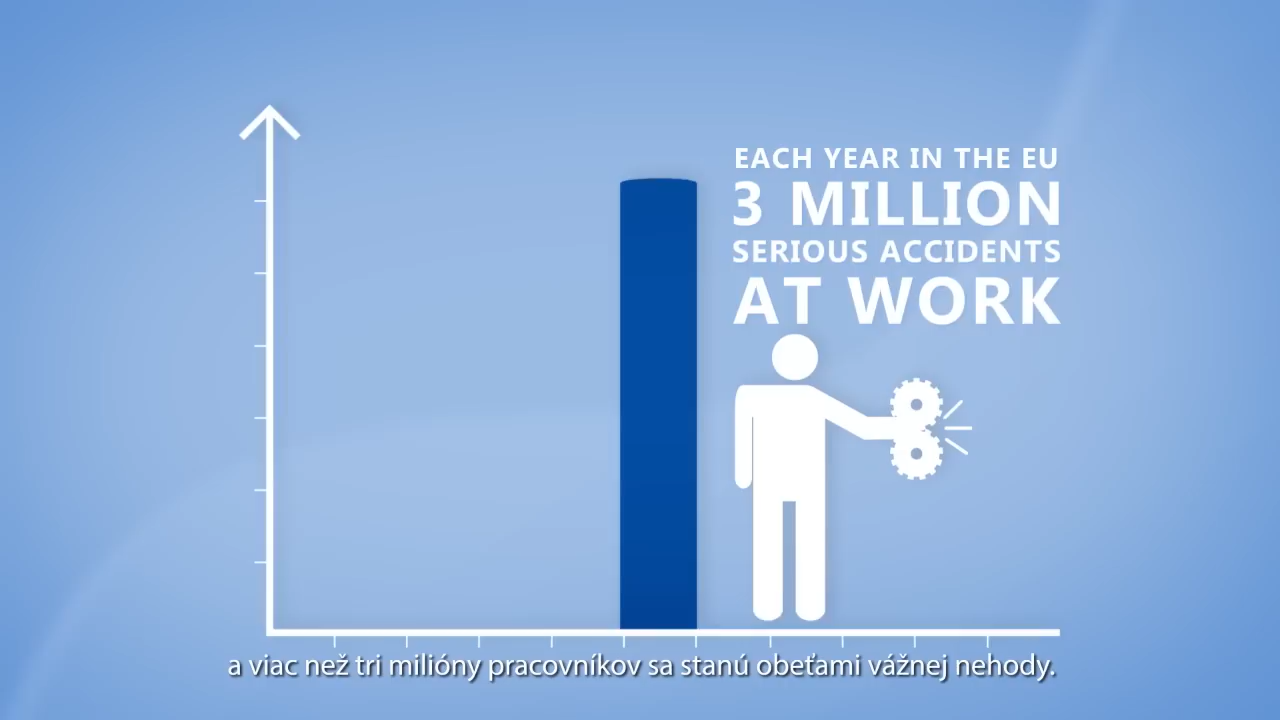 EACH YEAR IN THE EU
3 MILLION
SERIOUS ACCIDENTS
AT WORK
a viac než tri milióny pracovníkov sa stanú obeťami vážnej nehody.